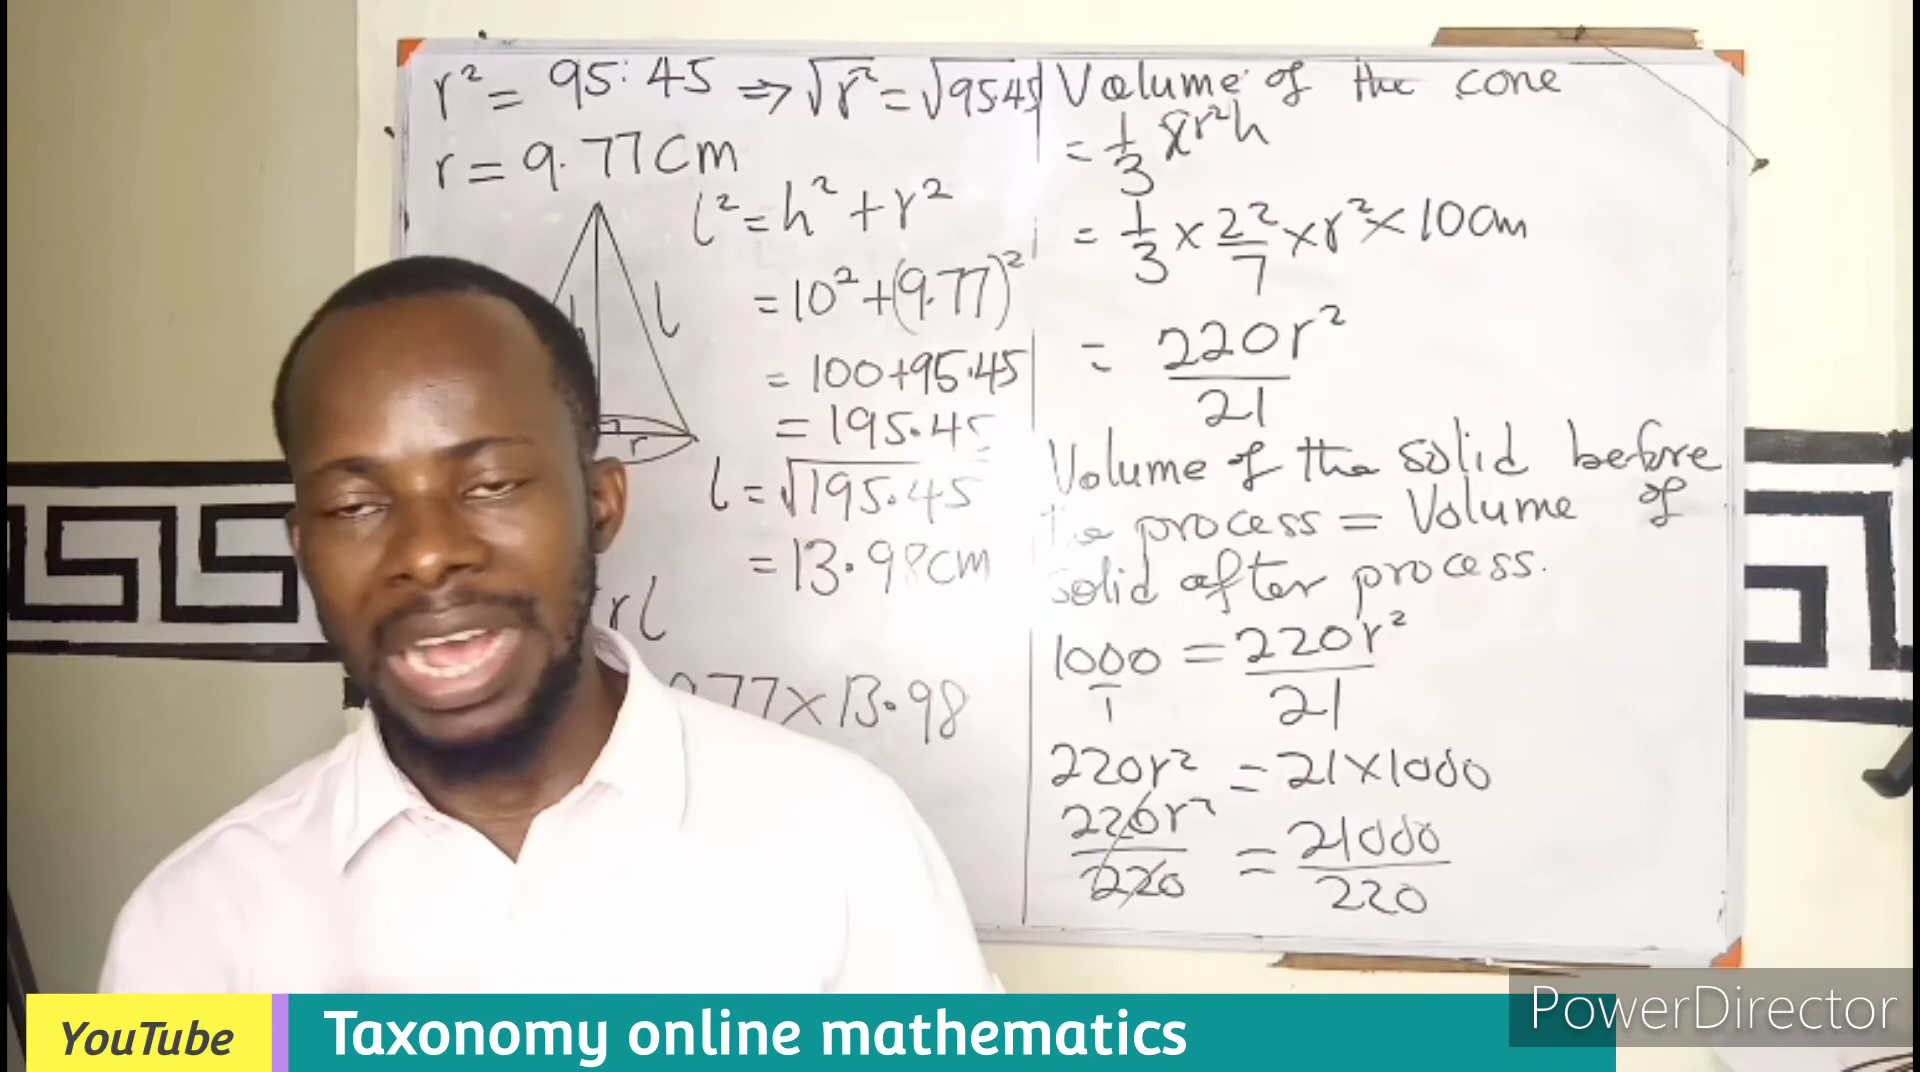 r² = 95.45 ⇒ √r² = √95.45
r = 9.77cm
l² = h² + r²
= 10² + (9.77)²
= 100+95.45
= 195.45
l = √195.45
= 13.98cm
l
r
rl
77 × 13.98
Volume of the cone
= 1/3 πr²h
= 1/3 × 22/7 × r² × 10cm
= 220r²/21
Volume of the solid before
the process = Volume of
solid after process.
1000/1 = 220r²/21
220r² = 21×1000
220r²/220 = 21000/220
YouTube Taxonomy online mathematics
PowerDirector